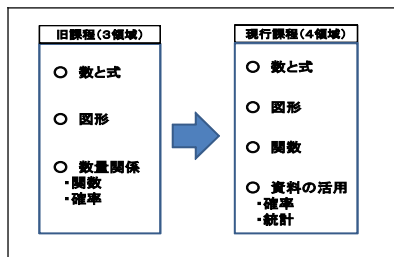 旧課程(3領域)
○ 数と式
○ 図形
○ 数量関係
・関数
・確率
現行課程(4領域)
○ 数と式
○ 図形
○ 関数
○ 資料の活用
・確率
・統計